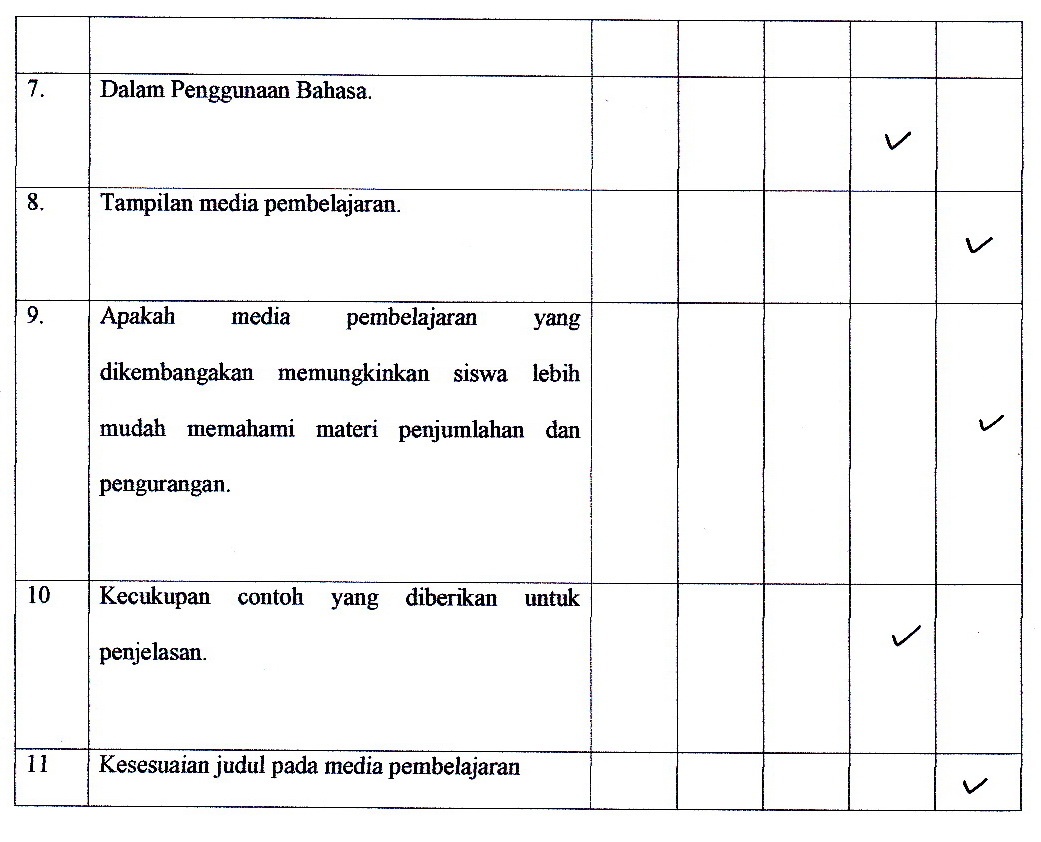 7. Dalam Penggunaan Bahasa.
✓
8. Tampilan media pembelajaran.
✓
9. Apakah media pembelajaran yang
dikembangakan memungkinkan siswa lebih
mudah memahami materi penjumlahan dan
✓
pengurangan.
10 Kecukupan contoh yang diberikan untuk
✓
penjelasan.
11 Kesesuaian judul pada media pembelajaran
✓